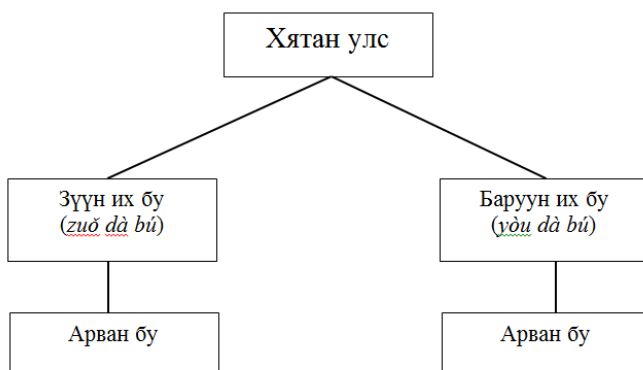 Хятан улс
Зүүн их бу
(zuǒ dà bú)
Баруун их бу
(yòu dà bú)
Арван бу
Арван бу